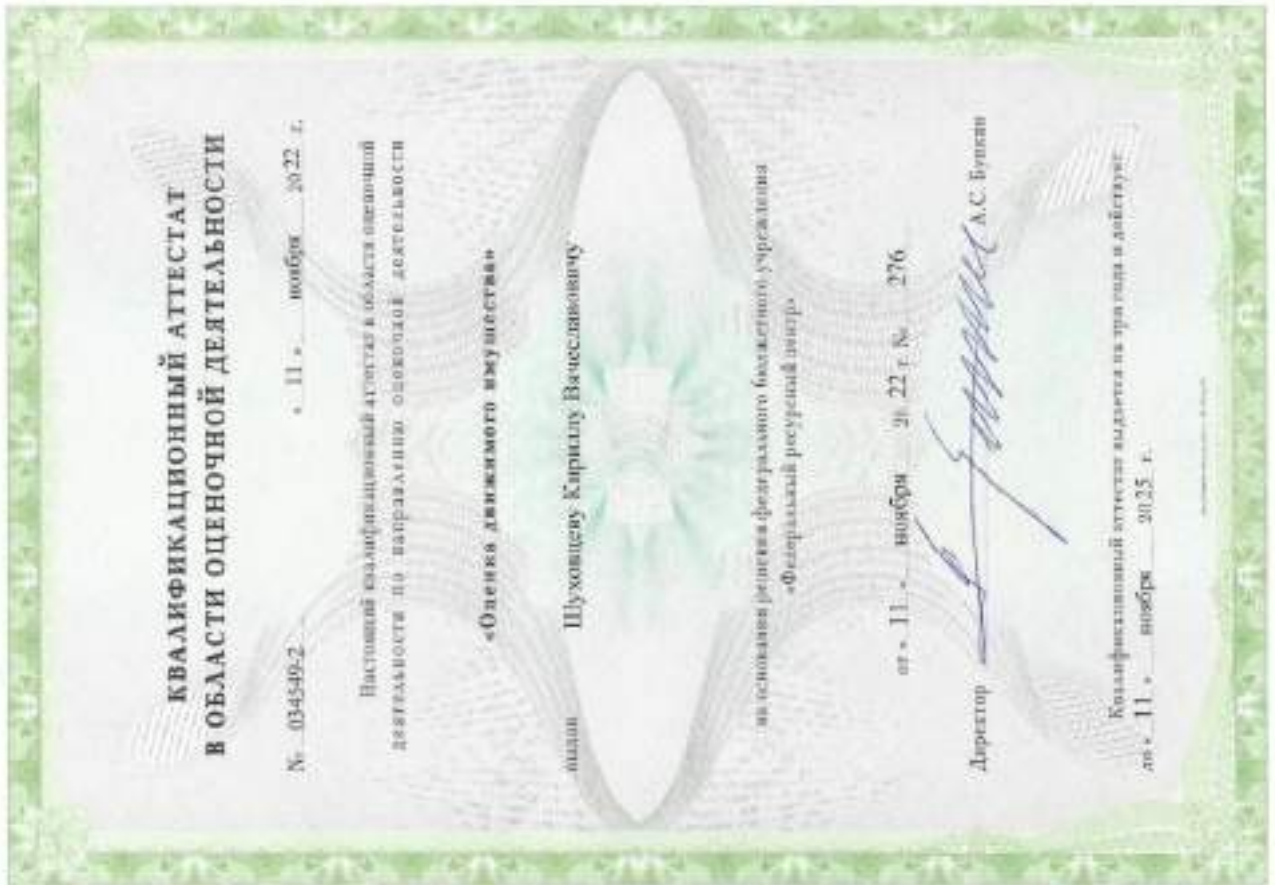 КВАЛИФИКАЦИОННЫЙ АТТЕСТАТ
В ОБЛАСТИ ОЦЕНОЧНОЙ ДЕЯТЕЛЬНОСТИ
№ 034549-2 « 11 » ноября 20 22 г.
Настоящий квалификационный аттестат в области оценочной
деятельности по направлению оценочной деятельности
«Оценка движимого имущества»
выдан Шуховцеву Кириллу Вячеславовичу
на основании решения федерального бюджетного учреждения
«Федеральный ресурсный центр»
от « 11 » ноября 20 22 г. № 276
Директор А.С. Бункин
Квалификационный аттестат выдается на три года и действует
до « 11 » ноября 2025 г.